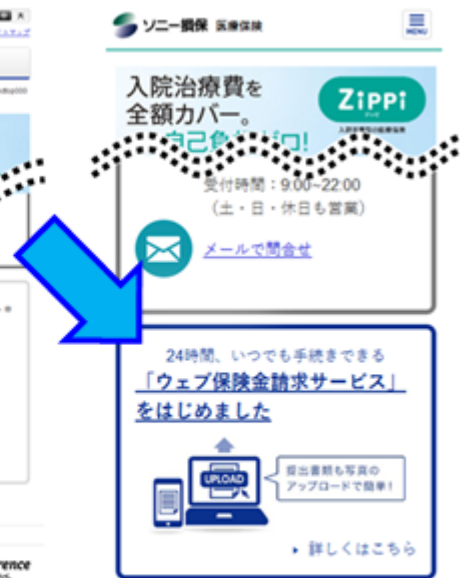 ソニー損保 医療保険
MENU
入院治療費を
全額カバー。
ZiPPi
受付時間：9:00~22:00
（土・日・休日も営業）
メールで問合せ
24時間、いつでも手続きできる
「ウェブ保険金請求サービス」
をはじめました
UPLOAD
提出書類も写真の
アップロードで簡単！
詳しくはこちら